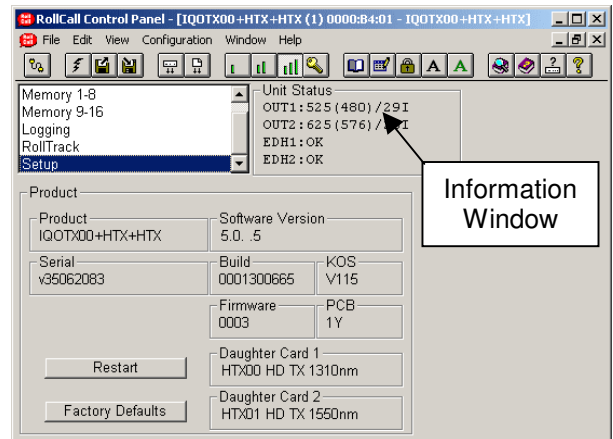 RollCall Control Panel - [IQOTX00+HTX+HTX (1) 0000:B4:01 - IQOTX00+HTX+HTX]
File Edit View Configuration Window Help
A A
Memory 1-8
Memory 9-16
Logging
RollTrack
Setup
Unit Status
OUT1:525(480)/29I
OUT2:625(576)/
EDH1:OK
EDH2:OK
Information
Window
Product
Product
IQOTX00+HTX+HTX
Software Version
5.0. .5
Serial
v35062083
Build
0001300665
KOS
V115
Firmware
0003
PCB
1Y
Restart
Daughter Card 1
HTX00 HD TX 1310nm
Factory Defaults
Daughter Card 2
HTX01 HD TX 1550nm